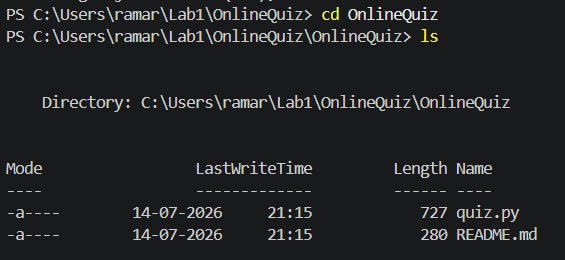 PS C:\Users\ramar\Lab1\OnlineQuiz> cd OnlineQuiz
PS C:\Users\ramar\Lab1\OnlineQuiz\OnlineQuiz> ls
Directory: C:\Users\ramar\Lab1\OnlineQuiz\OnlineQuiz
Mode                 LastWriteTime         Length Name
----                 -------------         ------ ----
-a----        14-07-2026     21:15            727 quiz.py
-a----        14-07-2026     21:15            280 README.md